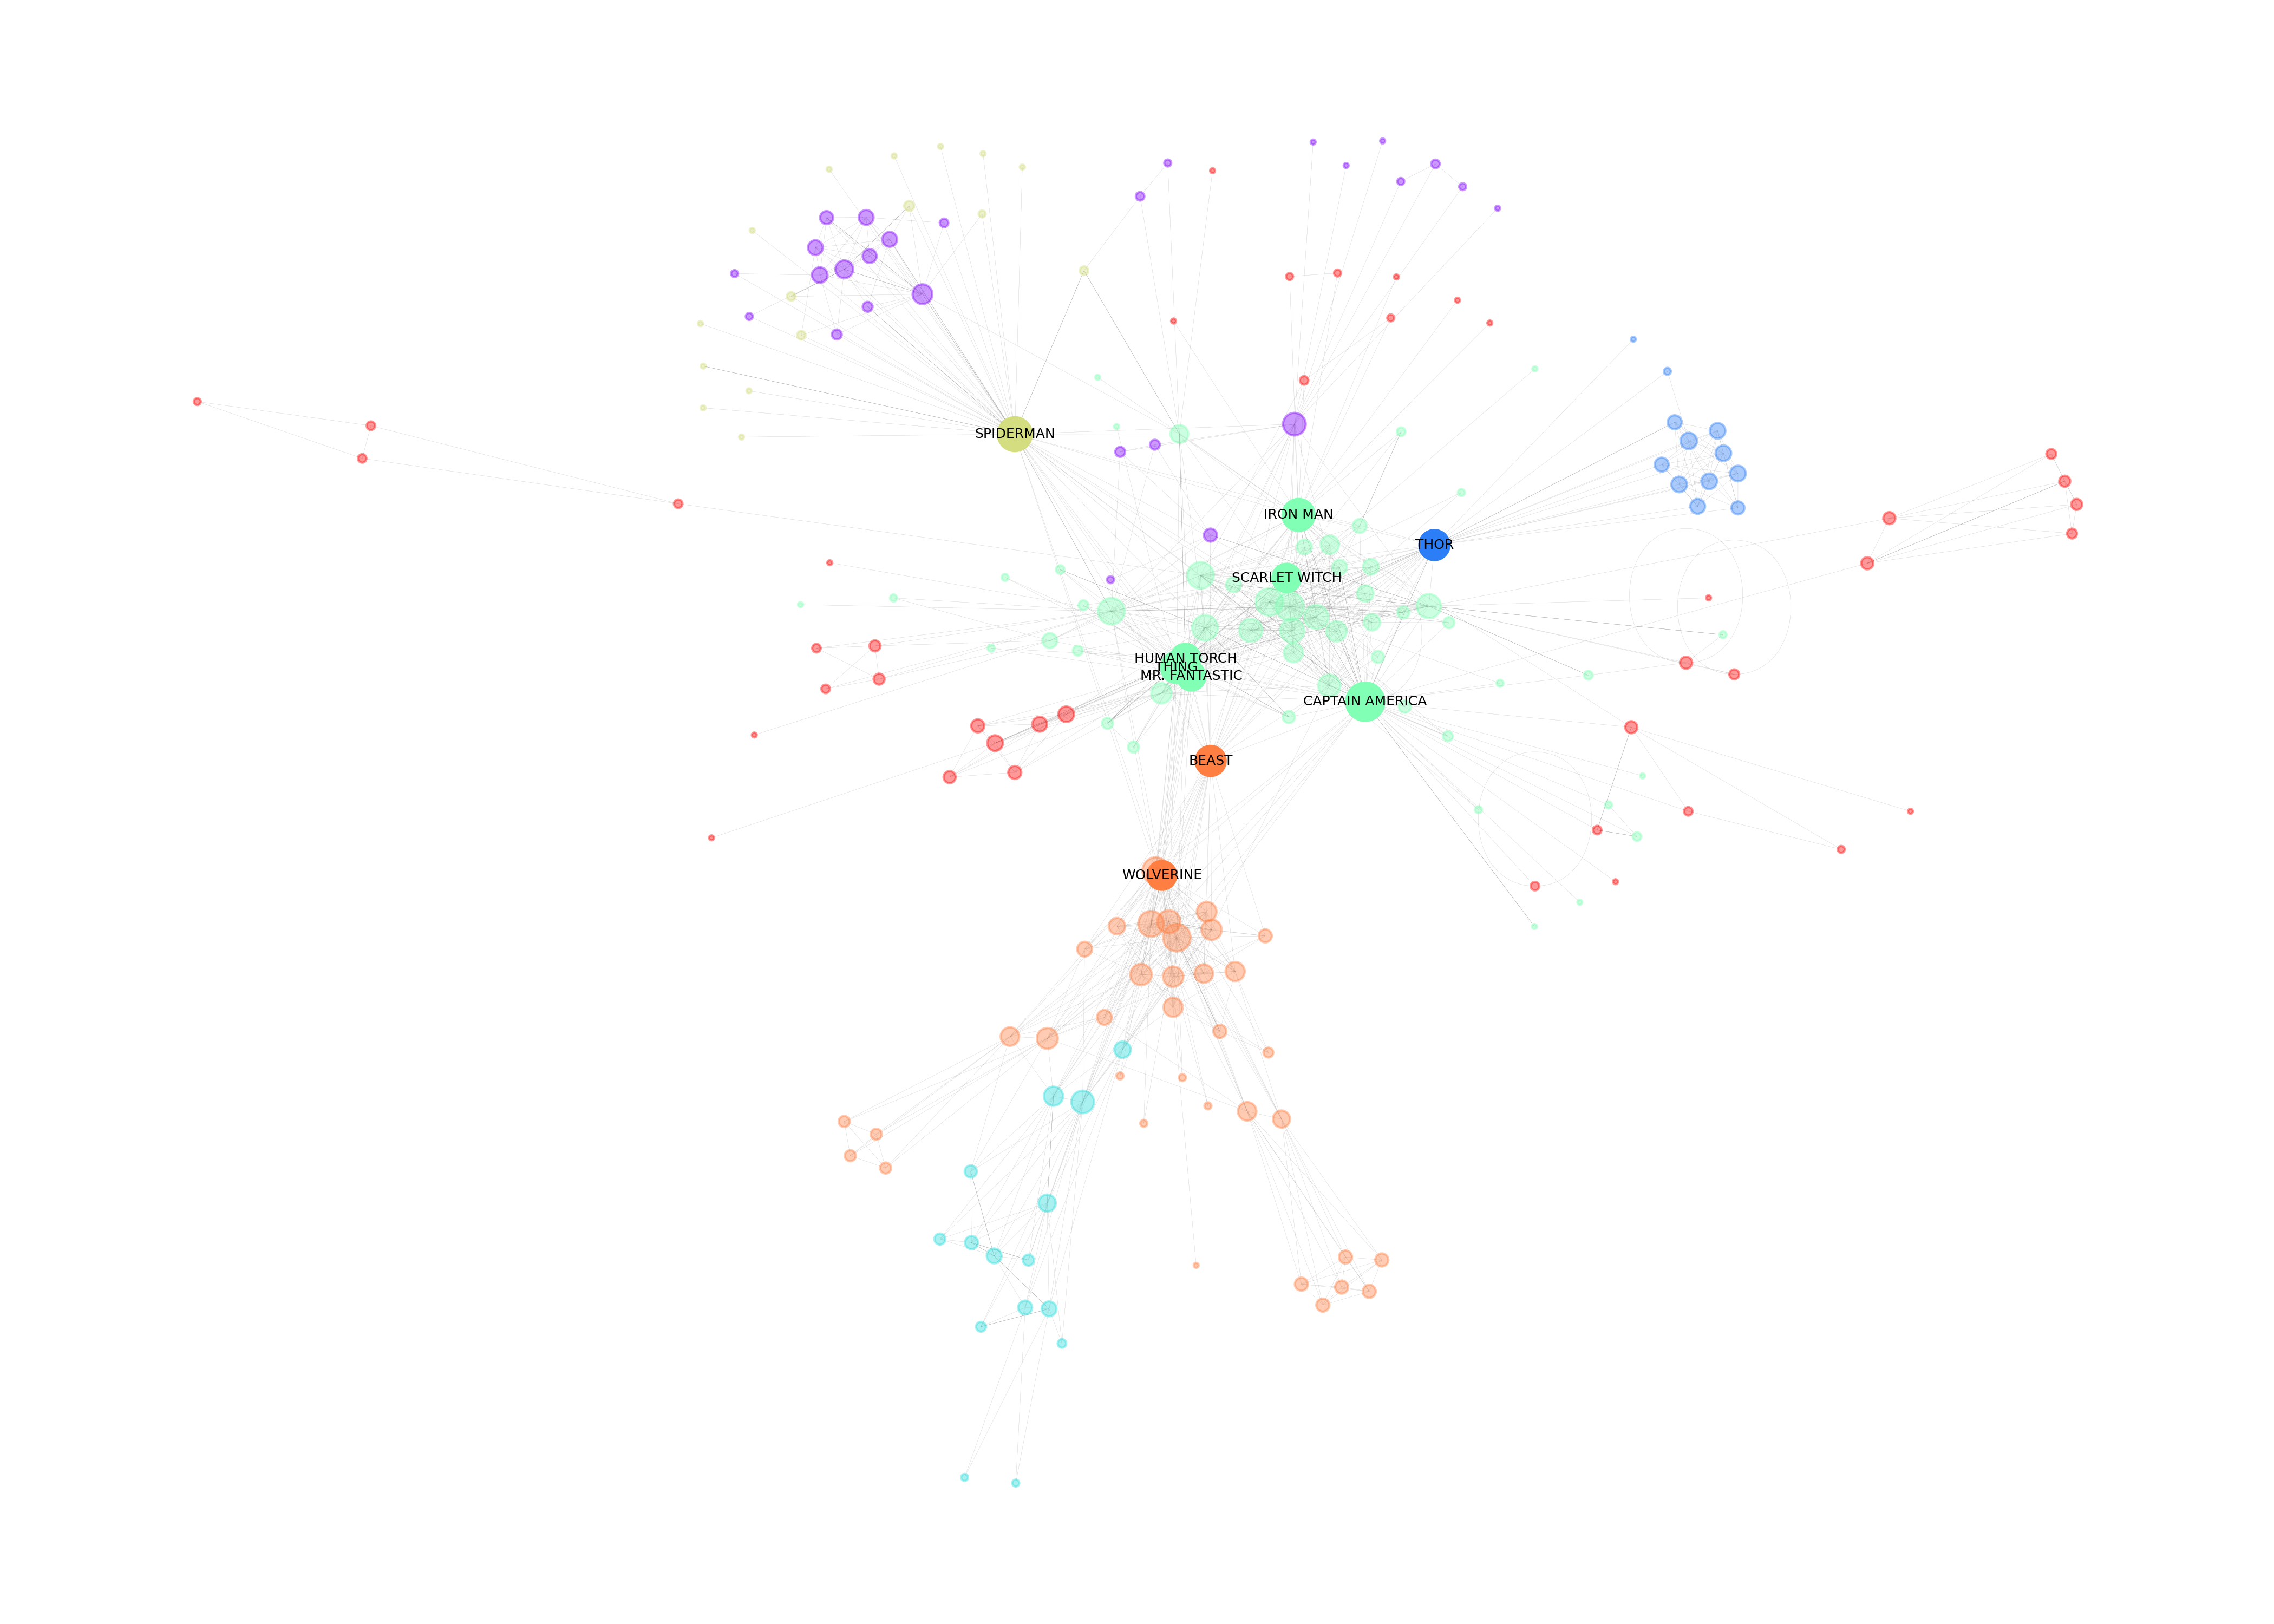 SPIDERMAN
IRON MAN
THOR
SCARLET WITCH
HUMAN TORCH
THING
MR. FANTASTIC
CAPTAIN AMERICA
BEAST
WOLVERINE